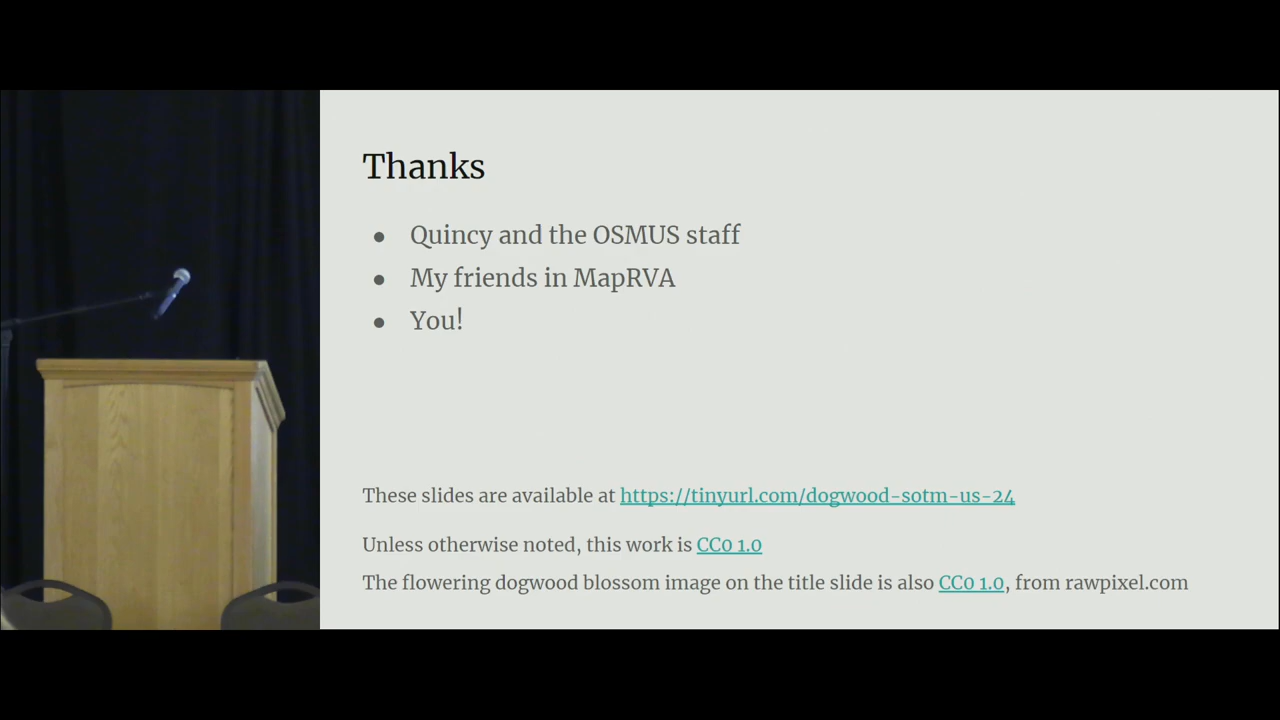 Thanks
● Quincy and the OSMUS staff
● My friends in MapRVA
● You!
These slides are available at https://tinyurl.com/dogwood-sotm-us-24
Unless otherwise noted, this work is CC0 1.0
The flowering dogwood blossom image on the title slide is also CC0 1.0, from rawpixel.com